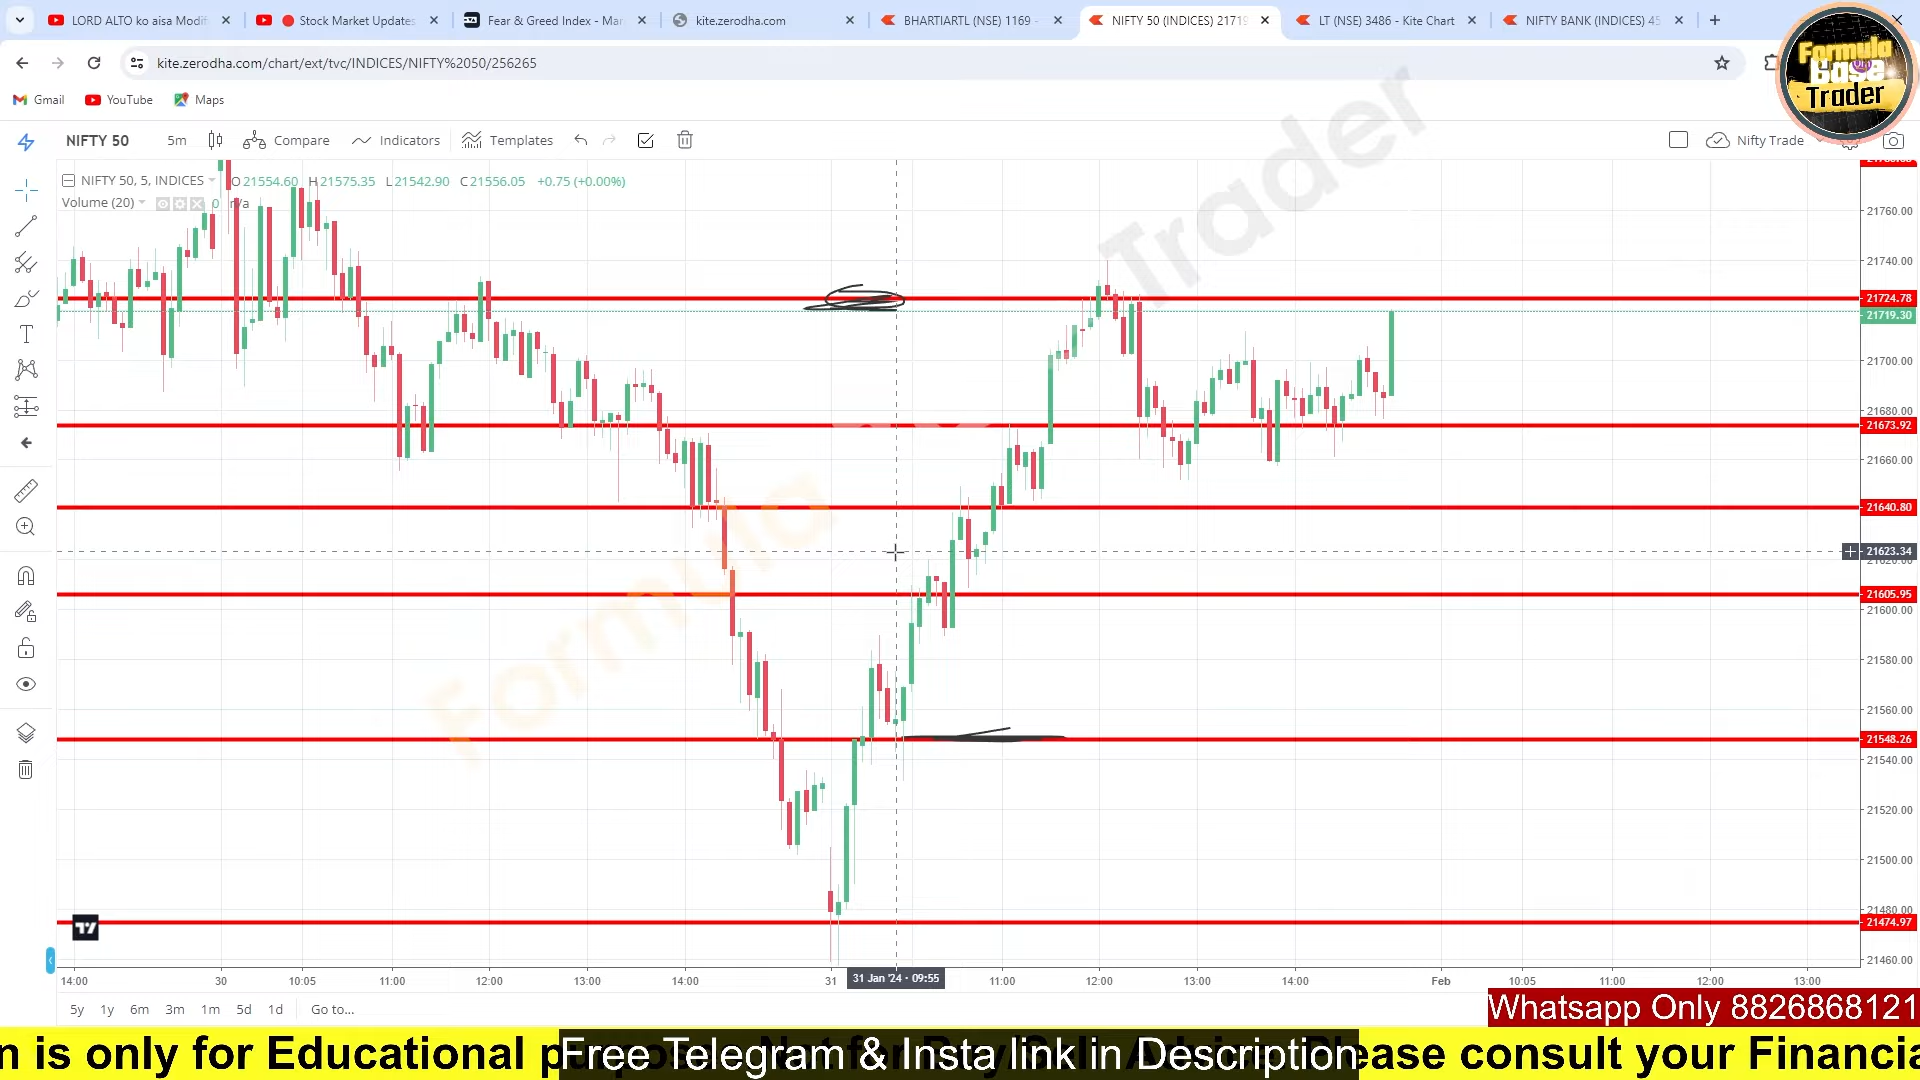 LORD ALTO ko aisa Modif
Stock Market Updates
Fear & Greed Index - Mar
kite.zerodha.com
BHARTIARTL (NSE) 1169 -
NIFTY 50 (INDICES) 21719
LT (NSE) 3486 - Kite Chart
NIFTY BANK (INDICES) 45
kite.zerodha.com/chart/ext/tvc/INDICES/NIFTY%2050/256265
Gmail
YouTube
Maps
Formula
Base
Trader
NIFTY 50
5m
Compare
Indicators
Templates
Nifty Trade
NIFTY 50, 5, INDICES
O 21554.60 H 21575.35 L 21542.90 C 21556.05 +0.75 (+0.00%)
Volume (20)
0 n/a
Formula
Trader
21760.00
21740.00
21724.78
21719.30
21700.00
21680.00
21673.92
21660.00
21640.80
21623.34
21620.00
21605.95
21600.00
21580.00
21560.00
21548.26
21540.00
21520.00
21500.00
21480.00
21474.97
21460.00
14:00
30
10:05
11:00
12:00
13:00
14:00
31
31 Jan '24 · 09:55
11:00
12:00
13:00
14:00
Feb
10:05
11:00
12:00
13:00
5y 1y 6m 3m 1m 5d 1d Go to...
Whatsapp Only 8826868121
n is only for Educational
Free Telegram & Insta link in Description
lease consult your Financia